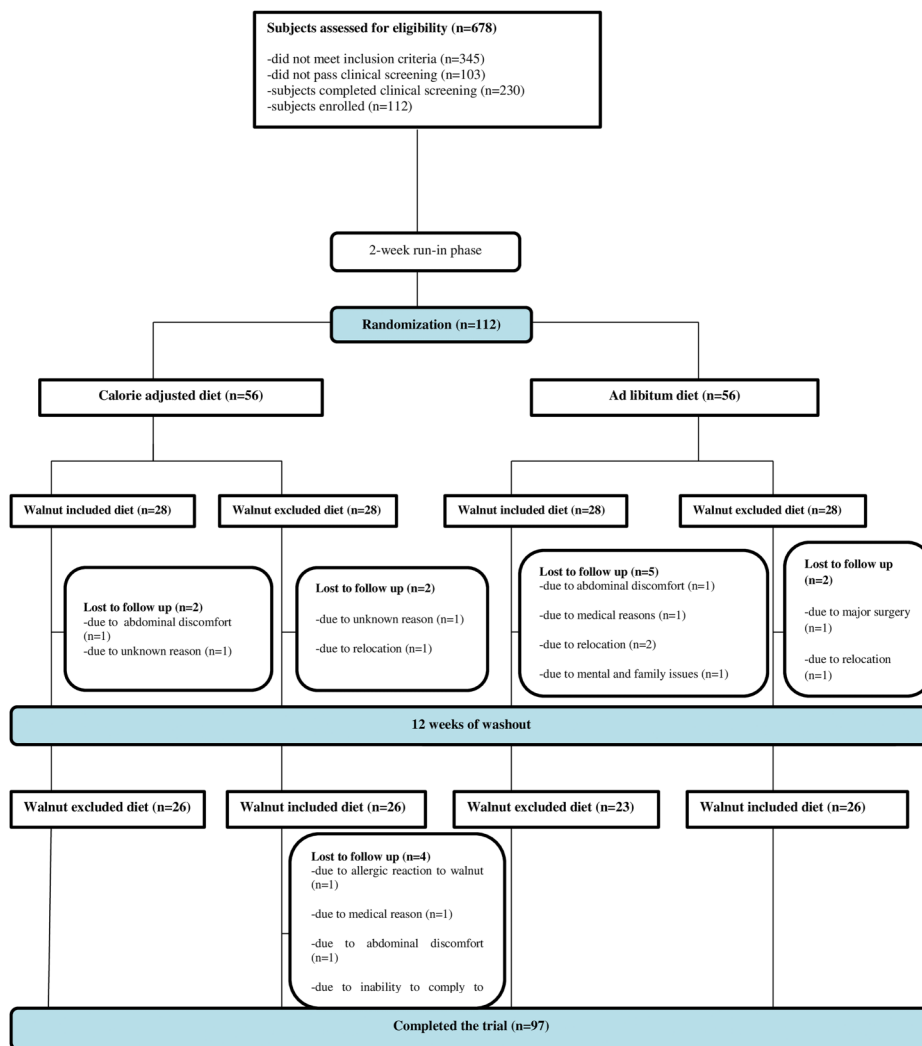 Subjects assessed for eligibility (n=678)
-did not meet inclusion criteria (n=345)
-did not pass clinical screening (n=103)
-subjects completed clinical screening (n=230)
-subjects enrolled (n=112)
2-week run-in phase
Randomization (n=112)
Calorie adjusted diet (n=56)
Ad libitum diet (n=56)
Walnut included diet (n=28)
Walnut excluded diet (n=28)
Walnut included diet (n=28)
Walnut excluded diet (n=28)
Lost to follow up (n=2)
-due to abdominal discomfort
(n=1)
-due to unknown reason (n=1)
Lost to follow up (n=2)
-due to unknown reason (n=1)
-due to relocation (n=1)
Lost to follow up (n=5)
-due to abdominal discomfort (n=1)
-due to medical reasons (n=1)
-due to relocation (n=2)
-due to mental and family issues (n=1)
Lost to follow up
(n=2)
-due to major surgery
(n=1)
-due to relocation
(n=1)
12 weeks of washout
Walnut excluded diet (n=26)
Walnut included diet (n=26)
Walnut excluded diet (n=23)
Walnut included diet (n=26)
Lost to follow up (n=4)
-due to allergic reaction to walnut
(n=1)
-due to medical reason (n=1)
-due to abdominal discomfort
(n=1)
-due to inability to comply to
Completed the trial (n=97)